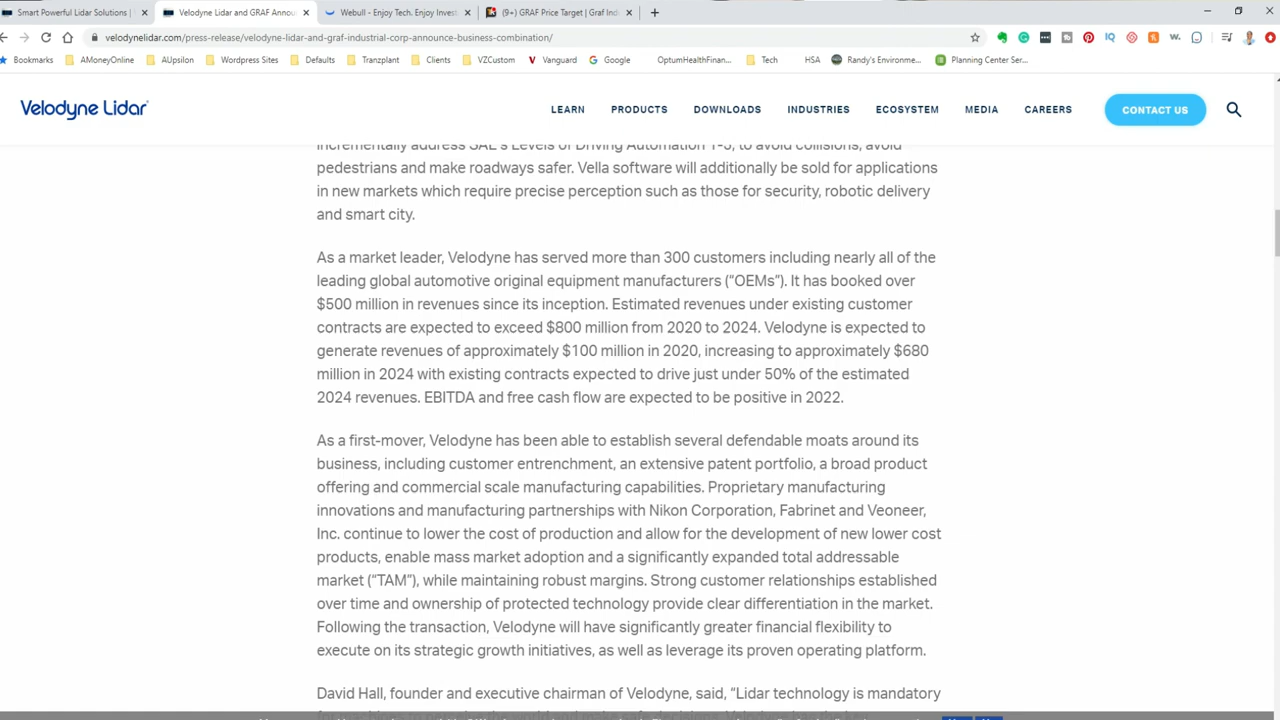 Smart Powerful Lidar Solutions |
Velodyne Lidar and GRAF Annou
Webull - Enjoy Tech. Enjoy Invest
(9+) GRAF Price Target | Graf Ind
velodynelidar.com/press-release/velodyne-lidar-and-graf-industrial-corp-announce-business-combination/
Bookmarks AMoneyOnline AUpsilon Wordpress Sites Defaults Tranzplant Clients VZCustom Vanguard Google OptumHealthFinan... Tech HSA Randy's Environme... Planning Center Ser...
Velodyne Lidar
LEARN PRODUCTS DOWNLOADS INDUSTRIES ECOSYSTEM MEDIA CAREERS CONTACT US
incrementally address SAE's Levels of Driving Automation 1-5, to avoid collisions, avoid
pedestrians and make roadways safer. Vella software will additionally be sold for applications
in new markets which require precise perception such as those for security, robotic delivery
and smart city.
As a market leader, Velodyne has served more than 300 customers including nearly all of the
leading global automotive original equipment manufacturers (“OEMs”). It has booked over
$500 million in revenues since its inception. Estimated revenues under existing customer
contracts are expected to exceed $800 million from 2020 to 2024. Velodyne is expected to
generate revenues of approximately $100 million in 2020, increasing to approximately $680
million in 2024 with existing contracts expected to drive just under 50% of the estimated
2024 revenues. EBITDA and free cash flow are expected to be positive in 2022.
As a first-mover, Velodyne has been able to establish several defendable moats around its
business, including customer entrenchment, an extensive patent portfolio, a broad product
offering and commercial scale manufacturing capabilities. Proprietary manufacturing
innovations and manufacturing partnerships with Nikon Corporation, Fabrinet and Veoneer,
Inc. continue to lower the cost of production and allow for the development of new lower cost
products, enable mass market adoption and a significantly expanded total addressable
market (“TAM”), while maintaining robust margins. Strong customer relationships established
over time and ownership of protected technology provide clear differentiation in the market.
Following the transaction, Velodyne will have significantly greater financial flexibility to
execute on its strategic growth initiatives, as well as leverage its proven operating platform.
David Hall, founder and executive chairman of Velodyne, said, “Lidar technology is mandatory